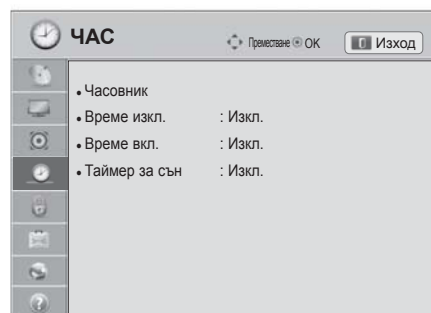 ЧАС Преместване OK Изход
• Часовник
• Време изкл. : Изкл.
• Време вкл. : Изкл.
• Таймер за сън : Изкл.